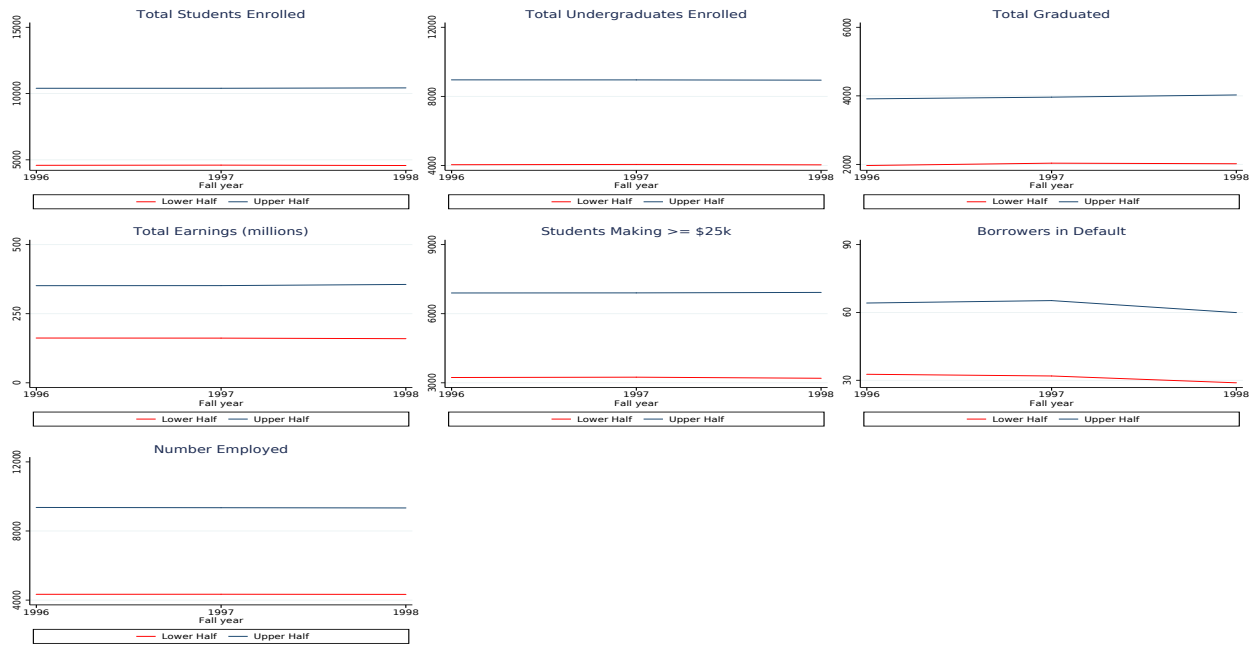 Total Students Enrolled
15000
10000
5000
1996 1997 1998
Fall year
Lower Half Upper Half
Total Undergraduates Enrolled
12000
8000
4000
1996 1997 1998
Fall year
Lower Half Upper Half
Total Graduated
6000
4000
2000
1996 1997 1998
Fall year
Lower Half Upper Half
Total Earnings (millions)
500
250
0
1996 1997 1998
Fall year
Lower Half Upper Half
Students Making >= $25k
9000
6000
3000
1996 1997 1998
Fall year
Lower Half Upper Half
Borrowers in Default
90
60
30
1996 1997 1998
Fall year
Lower Half Upper Half
Number Employed
12000
8000
4000
1996 1997 1998
Fall year
Lower Half Upper Half